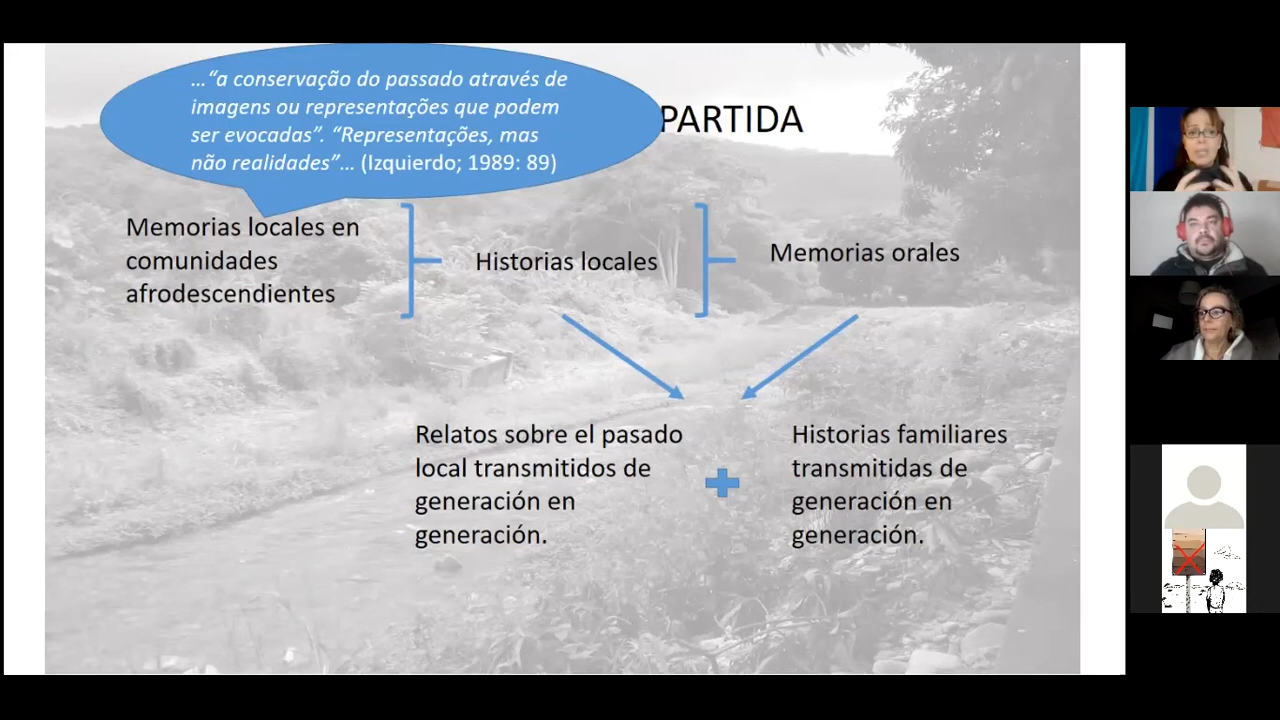 …“a conservação do passado através de
imagens ou representações que podem
ser evocadas”. “Representações, mas
não realidades”… (Izquierdo; 1989: 89)
PARTIDA
Memorias locales en
comunidades
afrodescendientes
Historias locales
Memorias orales
Relatos sobre el pasado
local transmitidos de
generación en
generación.
Historias familiares
transmitidas de
generación en
generación.